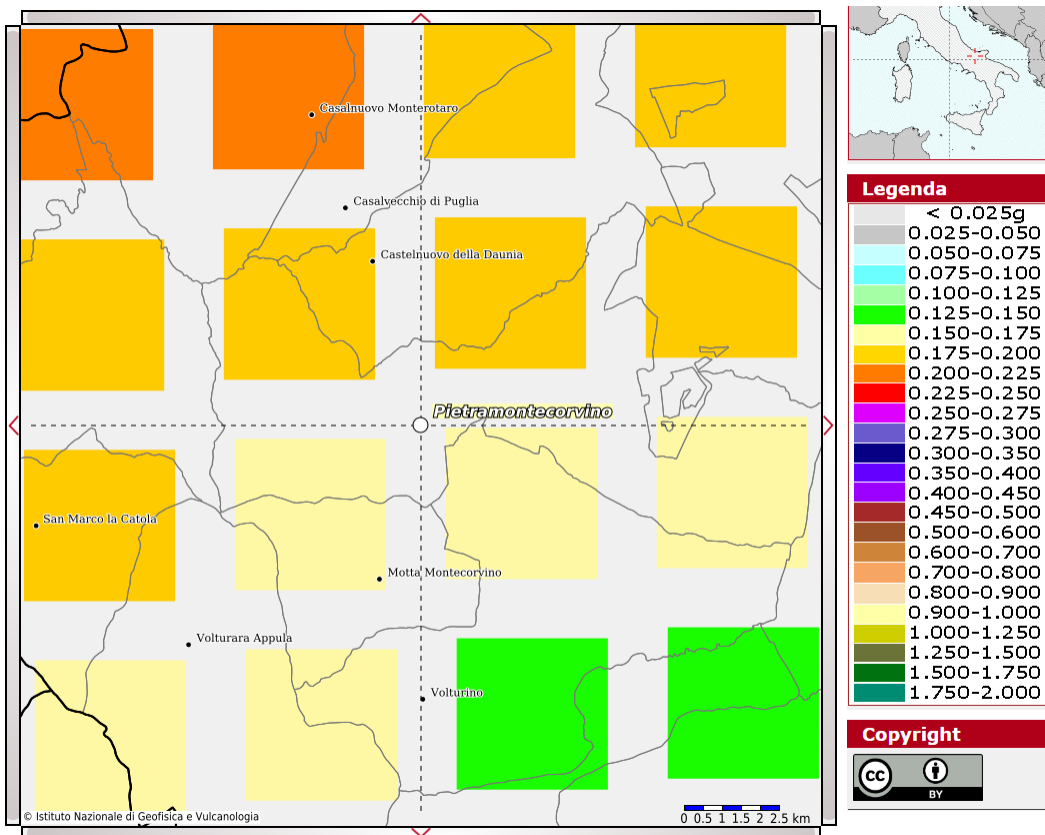 Casalnuovo Monterotaro
Casalvecchio di Puglia
Castelnuovo della Daunia
Pietramontecorvino
San Marco la Catola
Motta Montecorvino
Volturara Appula
Volturino
© Istituto Nazionale di Geofisica e Vulcanologia
0 0.5 1 1.5 2 2.5 km
Legenda
< 0.025g
0.025-0.050
0.050-0.075
0.075-0.100
0.100-0.125
0.125-0.150
0.150-0.175
0.175-0.200
0.200-0.225
0.225-0.250
0.250-0.275
0.275-0.300
0.300-0.350
0.350-0.400
0.400-0.450
0.450-0.500
0.500-0.600
0.600-0.700
0.700-0.800
0.800-0.900
0.900-1.000
1.000-1.250
1.250-1.500
1.500-1.750
1.750-2.000
Copyright
cc
BY